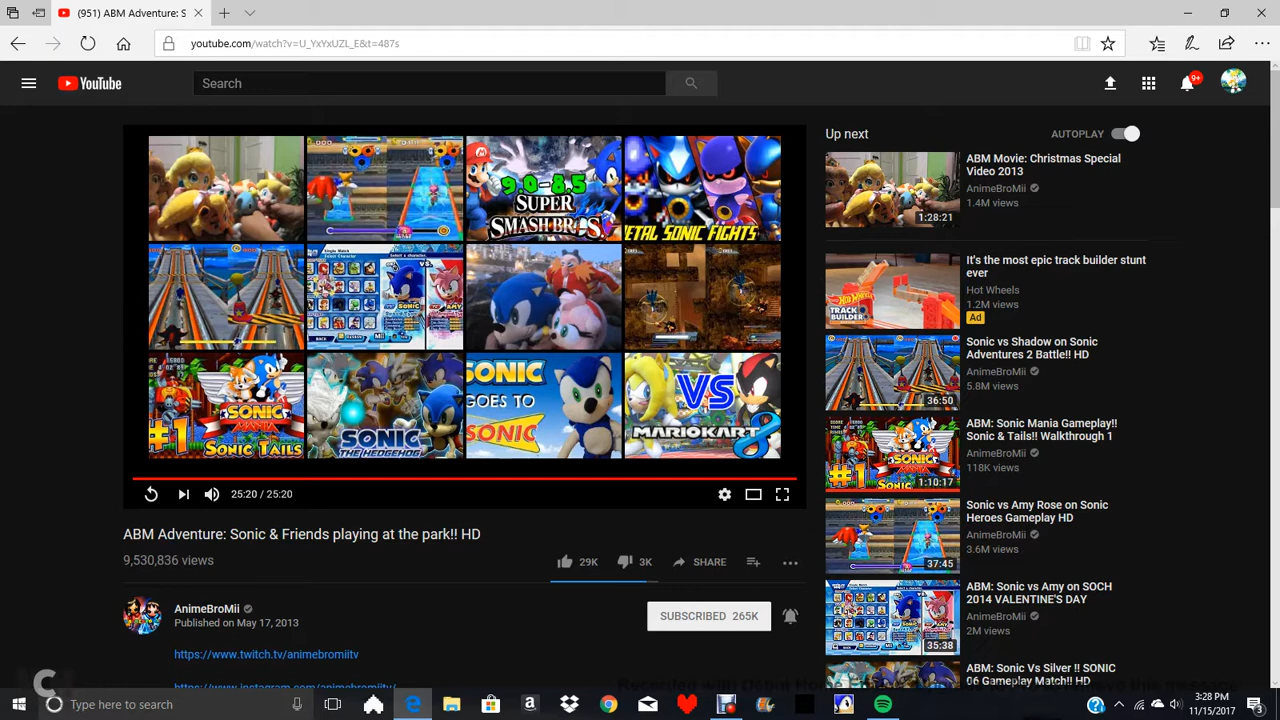 (951) ABM Adventure: S
youtube.com/watch?v=U_YxYxUZL_E&t=487s
YouTube
Search
9+
Up next
AUTOPLAY
9.0-8.5
SUPER
SMASH BROS.
METAL SONIC FIGHTS
SONIC
GOES TO
SONIC
#1 SONIC MANIA
SONIC TAILS
SONIC
THE HEDGEHOG
VS
MARIOKART 8
25:20 / 25:20
ABM Adventure: Sonic & Friends playing at the park!! HD
9,530,836 views
29K
3K
SHARE
AnimeBroMii
Published on May 17, 2013
SUBSCRIBED 265K
https://www.twitch.tv/animebromiitv
https://www.instagram.com/animebromiitv/
ABM Movie: Christmas Special
Video 2013
AnimeBroMii
1.4M views
1:28:21
It's the most epic track builder stunt
ever
Hot Wheels
1.2M views
Ad
TRACK
BUILDER
Sonic vs Shadow on Sonic
Adventures 2 Battle!! HD
AnimeBroMii
5.8M views
36:50
ABM: Sonic Mania Gameplay!!
Sonic & Tails!! Walkthrough 1
AnimeBroMii
118K views
1:10:17
Sonic vs Amy Rose on Sonic
Heroes Gameplay HD
AnimeBroMii
3.6M views
37:45
ABM: Sonic vs Amy on SOCH
2014 VALENTINE'S DAY
AnimeBroMii
2M views
35:38
ABM: Sonic Vs Silver !! SONIC
06 Gameplay Match!! HD
Type here to search
3:28 PM
11/15/2017